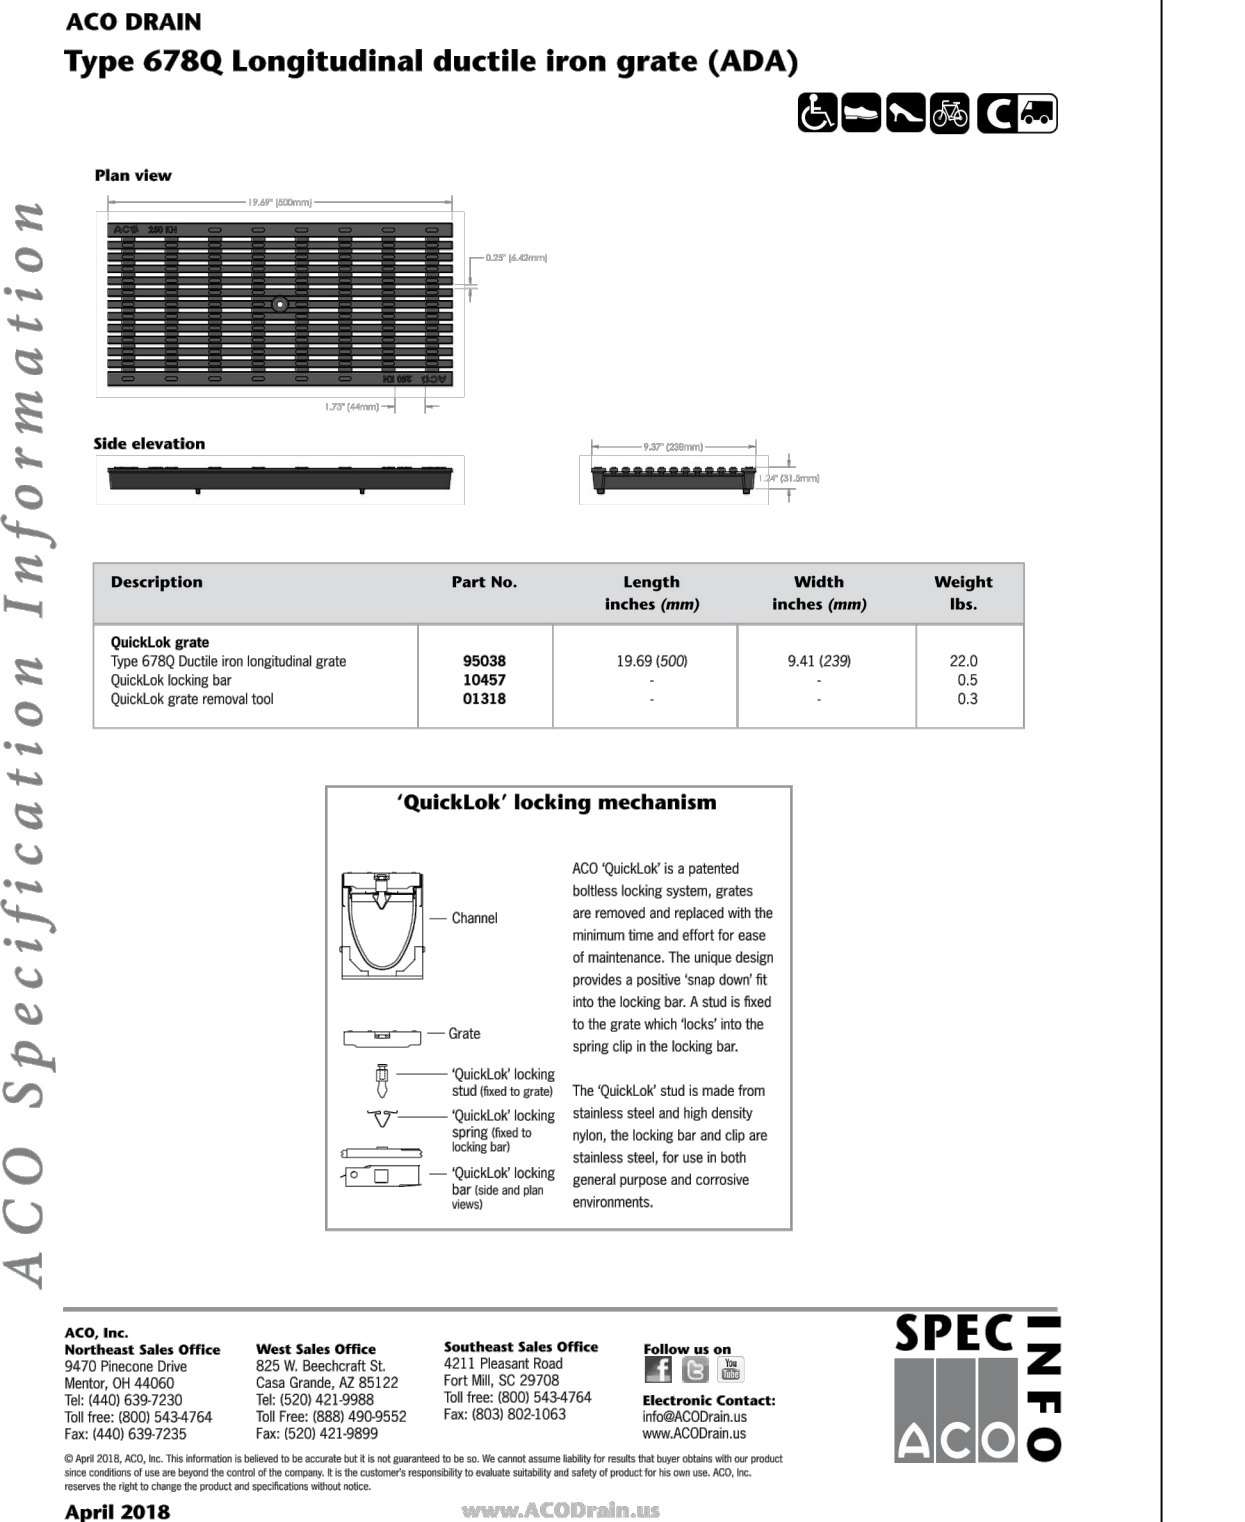 ACO DRAIN
Type 678Q Longitudinal ductile iron grate (ADA)
C
ACO Specification Information
Plan view
19.69" (500mm)
ACO 250 KN
0.25" (6.42mm)
ACO 250 KN
1.73" (44mm)
Side elevation
9.37" (238mm)
1.24" (31.5mm)
Description Part No. Length Width Weight
inches (mm) inches (mm) lbs.
QuickLok grate
Type 678Q Ductile iron longitudinal grate 95038 19.69 (500) 9.41 (239) 22.0
QuickLok locking bar 10457 - - 0.5
QuickLok grate removal tool 01318 - - 0.3
‘QuickLok’ locking mechanism
Channel
Grate
‘QuickLok’ locking
stud (fixed to grate)
‘QuickLok’ locking
spring (fixed to
locking bar)
‘QuickLok’ locking
bar (side and plan
views)
ACO ‘QuickLok’ is a patented
boltless locking system, grates
are removed and replaced with the
minimum time and effort for ease
of maintenance. The unique design
provides a positive ‘snap down’ fit
into the locking bar. A stud is fixed
to the grate which ‘locks’ into the
spring clip in the locking bar.
The ‘QuickLok’ stud is made from
stainless steel and high density
nylon, the locking bar and clip are
stainless steel, for use in both
general purpose and corrosive
environments.
ACO, Inc.
Northeast Sales Office
9470 Pinecone Drive
Mentor, OH 44060
Tel: (440) 639-7230
Toll free: (800) 543-4764
Fax: (440) 639-7235
West Sales Office
825 W. Beechcraft St.
Casa Grande, AZ 85122
Tel: (520) 421-9988
Toll Free: (888) 490-9552
Fax: (520) 421-9899
Southeast Sales Office
4211 Pleasant Road
Fort Mill, SC 29708
Toll free: (800) 543-4764
Fax: (803) 802-1063
Follow us on
f t You Tube
Electronic Contact:
info@ACODrain.us
www.ACODrain.us
SPEC
INFO
ACO
© April 2018, ACO, Inc. This information is believed to be accurate but it is not guaranteed to be so. We cannot assume liability for results that buyer obtains with our product
since conditions of use are beyond the control of the company. It is the customer’s responsibility to evaluate suitability and safety of product for his own use. ACO, Inc.
reserves the right to change the product and specifications without notice.
April 2018
www.ACODrain.us